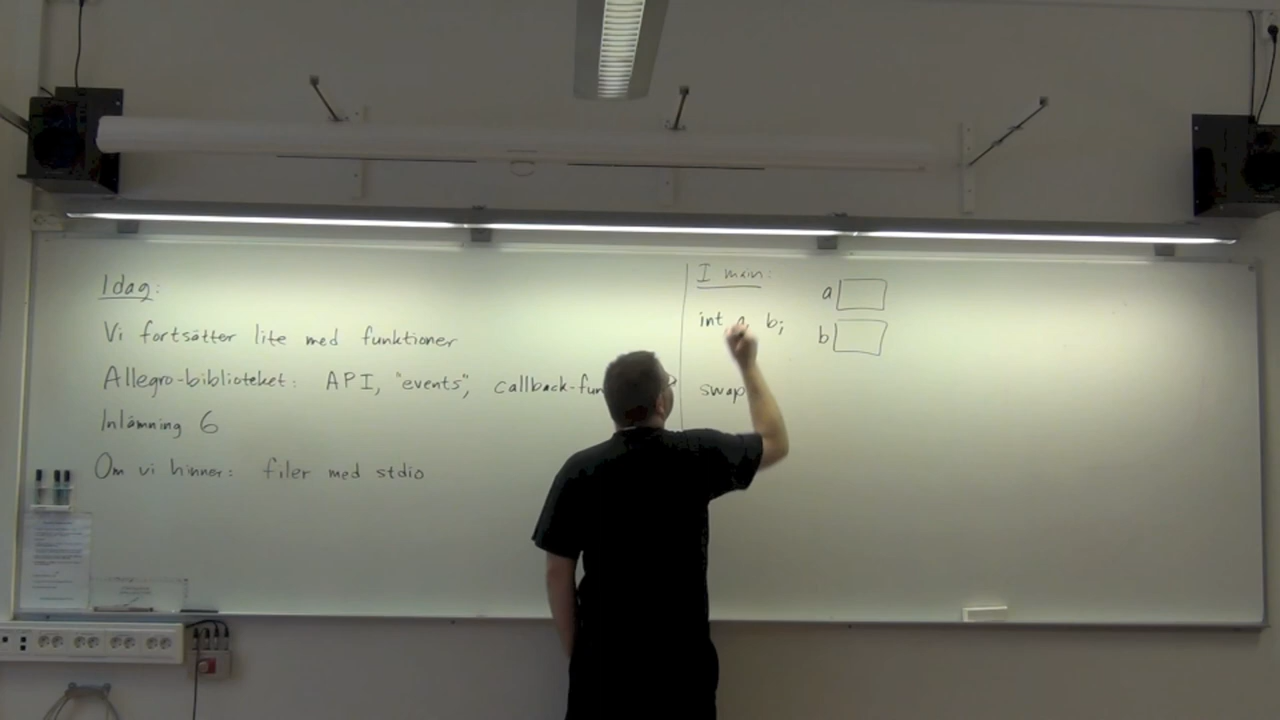 Idag:
Vi fortsätter lite med funktioner
Allegro-biblioteket: API, "events", callback-fun
Inlämning 6
Om vi hinner: filer med stdio
I main:
int a, b;
swap
a
b